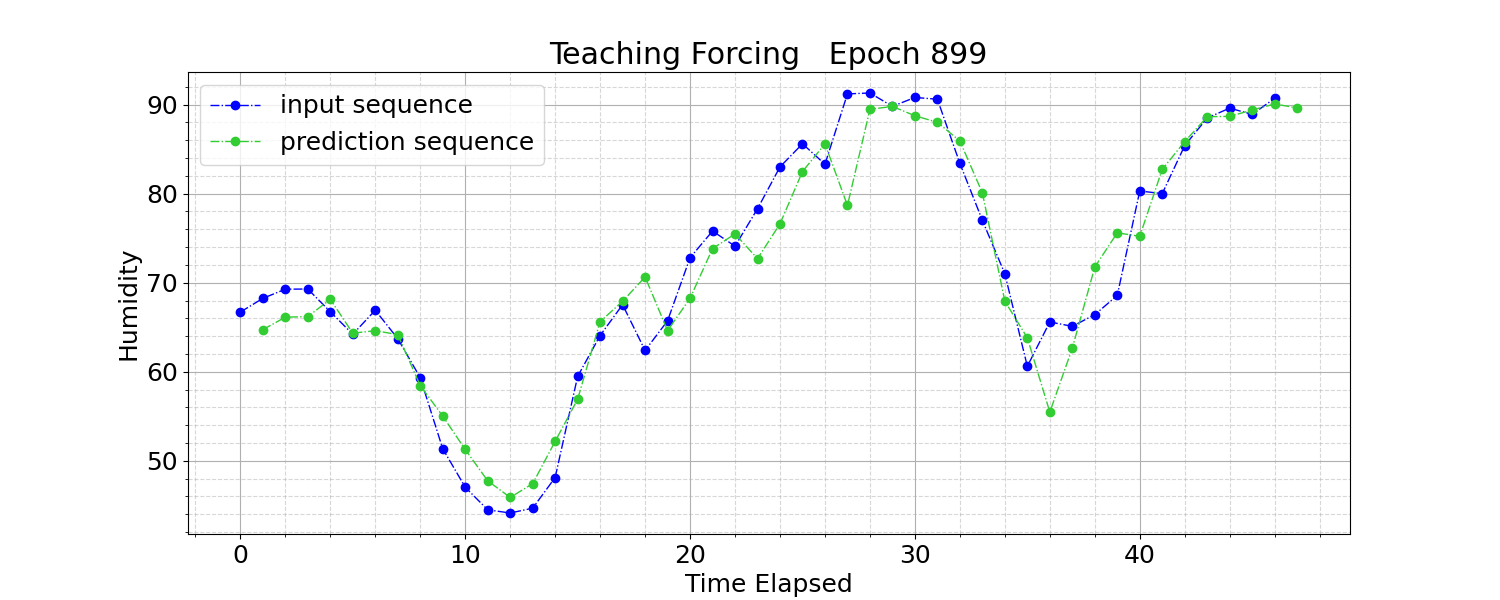 Teaching Forcing   Epoch 899
input sequence
prediction sequence
Humidity
90
80
70
60
50
0 10 20 30 40
Time Elapsed